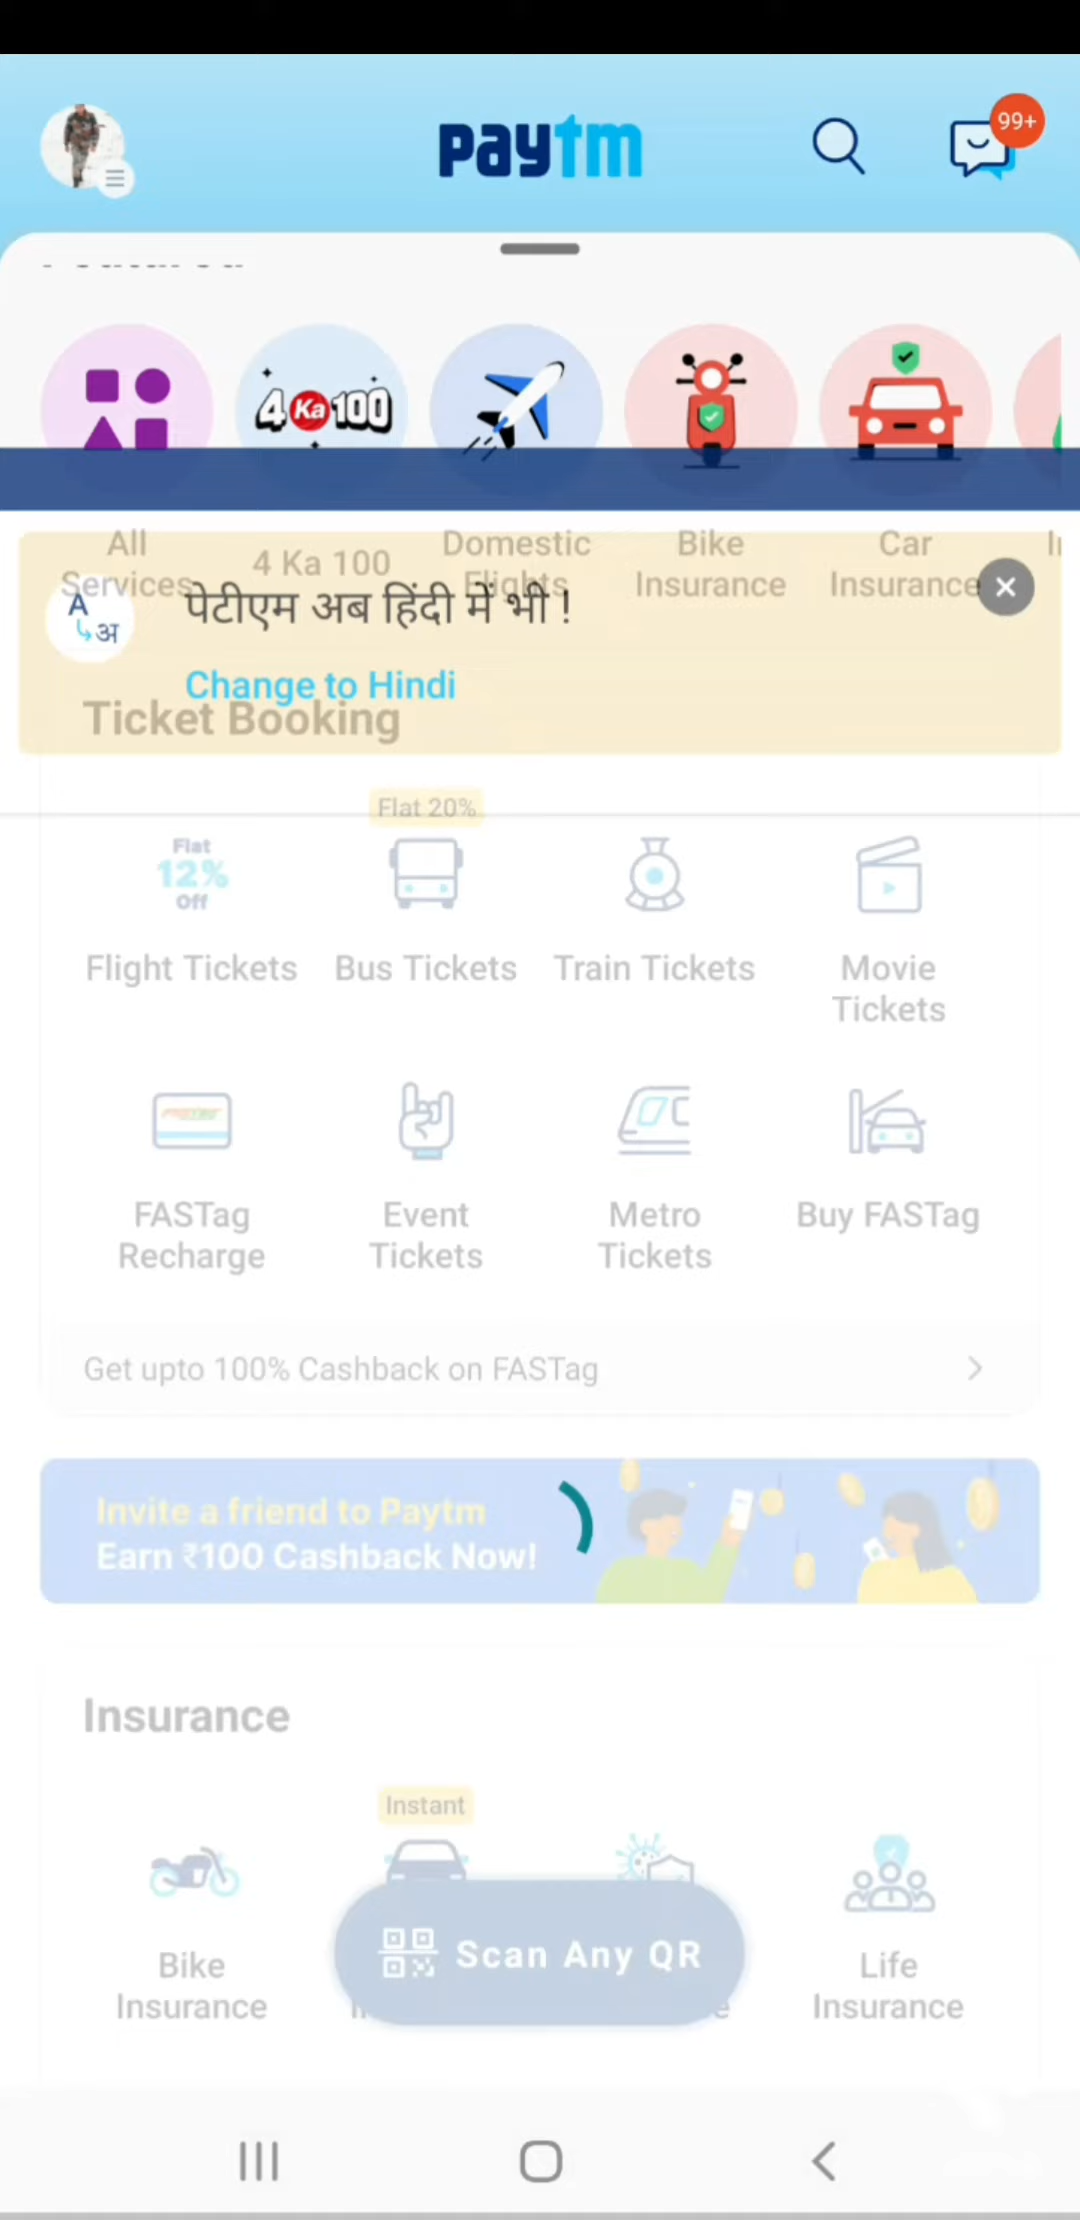 paytm
99+
4 Ka 100
All Services
4 Ka 100
Domestic Flights
Bike Insurance
Car Insurance
A
अ
पेटीएम अब हिंदी में भी !
Change to Hindi
Ticket Booking
Flat 20%
Flat
12%
Off
Flight Tickets
Bus Tickets
Train Tickets
Movie Tickets
FASTag Recharge
Event Tickets
Metro Tickets
Buy FASTag
Get upto 100% Cashback on FASTag
Invite a friend to Paytm
Earn ₹100 Cashback Now!
Insurance
Instant
Bike Insurance
Scan Any QR
Life Insurance